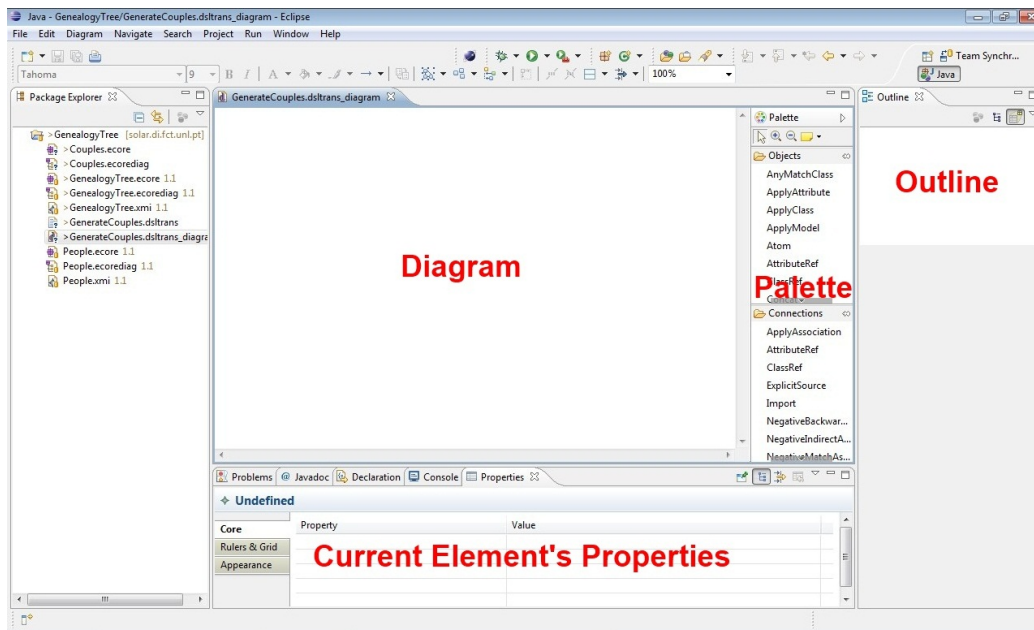 Java - GenealogyTree/GenerateCouples.dsltrans_diagram - Eclipse
File Edit Diagram Navigate Search Project Run Window Help
Team Synchr...
Tahoma 9 B I A 100% Java
Package Explorer
GenerateCouples.dsltrans_diagram
Outline
>GenealogyTree [solar.di.fct.unl.pt]
>Couples.ecore
>Couples.ecorediag
>GenealogyTree.ecore 1.1
>GenealogyTree.ecorediag 1.1
>GenealogyTree.xmi 1.1
>GenerateCouples.dsltrans
>GenerateCouples.dsltrans_diagra
People.ecore 1.1
People.ecorediag 1.1
People.xmi 1.1
Diagram
Palette
Objects
AnyMatchClass
ApplyAttribute
ApplyClass
ApplyModel
Atom
AttributeRef
ClassRef
Concat
Palette
Connections
ApplyAssociation
AttributeRef
ClassRef
ExplicitSource
Import
NegativeBackwar...
NegativeIndirectA...
NegativeMatchAs...
Outline
Problems @ Javadoc Declaration Console Properties
Undefined
Core
Rulers & Grid
Appearance
Property Value
Current Element's Properties